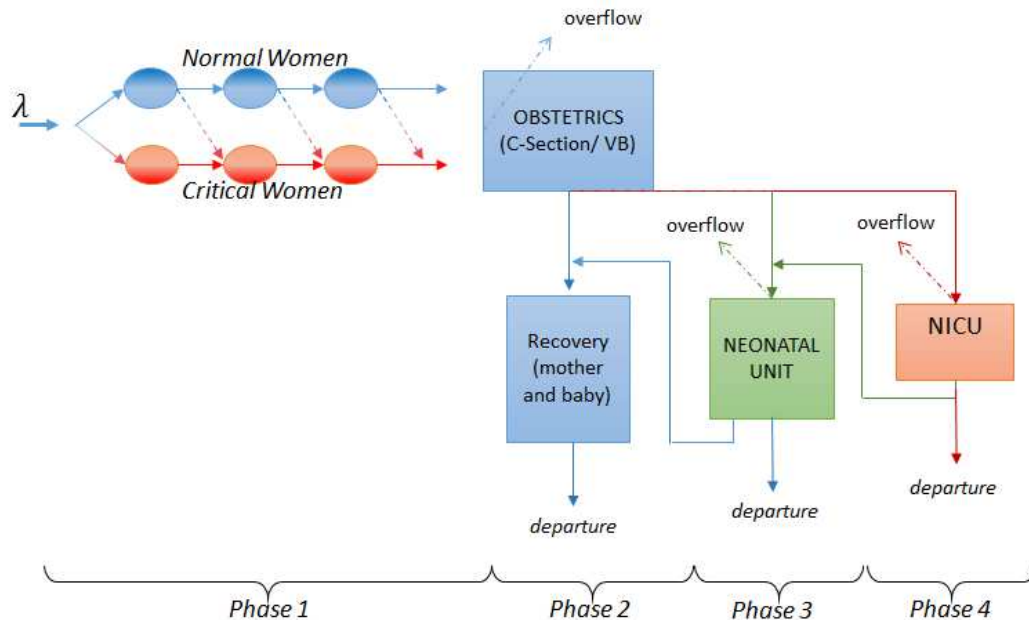 overflow
Normal Women
λ
Critical Women
OBSTETRICS
(C-Section/ VB)
overflow
overflow
Recovery
(mother
and baby)
NEONATAL
UNIT
NICU
departure
departure
departure
Phase 1
Phase 2
Phase 3
Phase 4